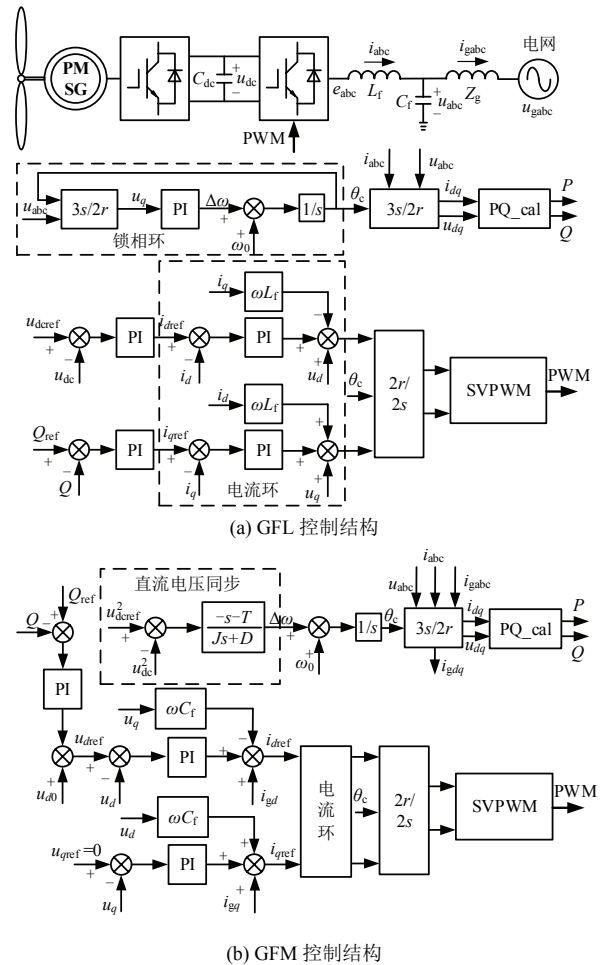 电网
i_abc
i_gabc
PM
SG
C_dc
+
u_dc
−
e_abc
L_f
C_f
+
u_abc
−
Z_g
u_gabc
PWM
i_abc
u_abc
u_abc
3s/2r
u_q
PI
Δω
+
+
ω_0
1/s
θ_c
3s/2r
i_dq
u_dq
PQ_cal
P
Q
锁相环
i_q
ωL_f
−
u_dcref
+
−
u_dc
PI
i_dref
+
−
i_d
PI
+
+
u_d
i_d
ωL_f
+
θ_c
2r/
2s
SVPWM
PWM
Q_ref
+
−
Q
PI
i_qref
+
−
i_q
PI
+
+
u_q
电流环
(a) GFL 控制结构
Q_ref
Q
−
+
直流电压同步
u²_dcref
+
−
u²_dc
−s−T
Js+D
Δω
+
+
ω_0
1/s
θ_c
u_abc
i_abc
i_gabc
3s/2r
i_dq
u_dq
i_gdq
PQ_cal
P
Q
PI
u_q
ωC_f
−
+
u_d0
u_dref
+
−
u_d
PI
+
+
i_gd
i_dref
u_d
ωC_f
+
u_qref=0
+
−
u_q
PI
+
+
i_gq
i_qref
电流环
θ_c
2r/
2s
SVPWM
PWM
(b) GFM 控制结构